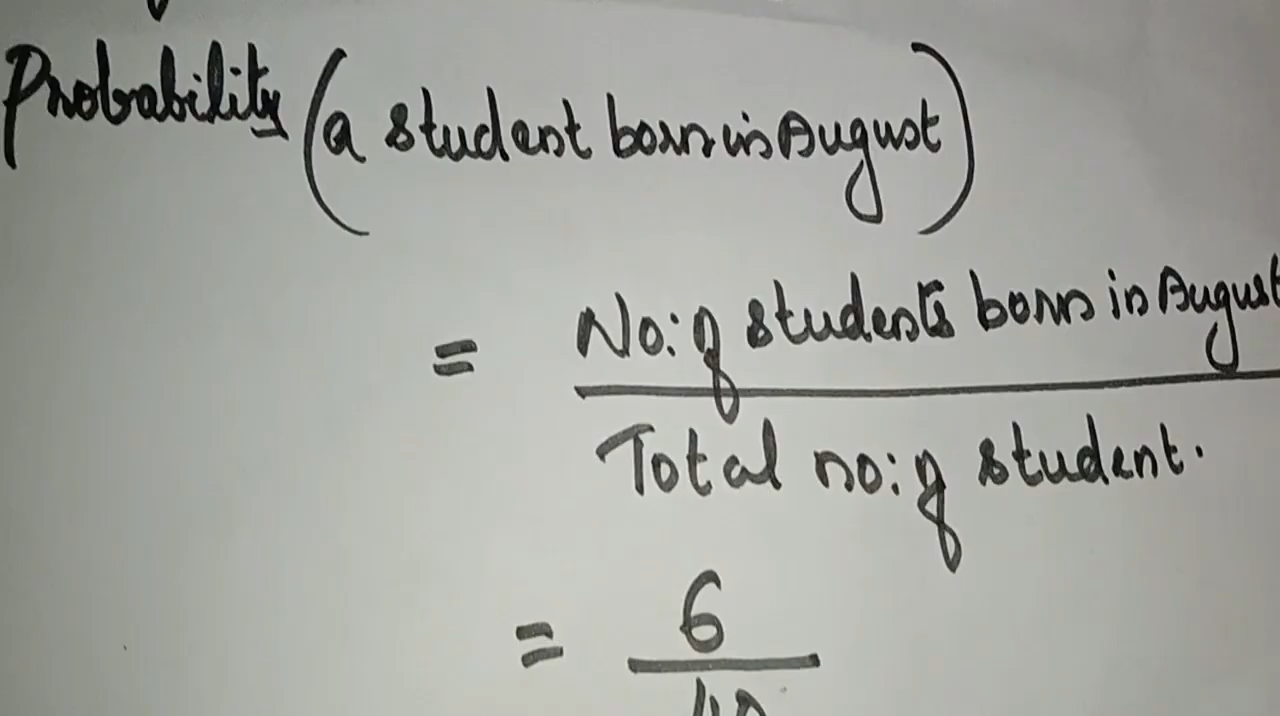 Probability (a student born in August)
= No: of students born in August
Total no: of student.
= 6